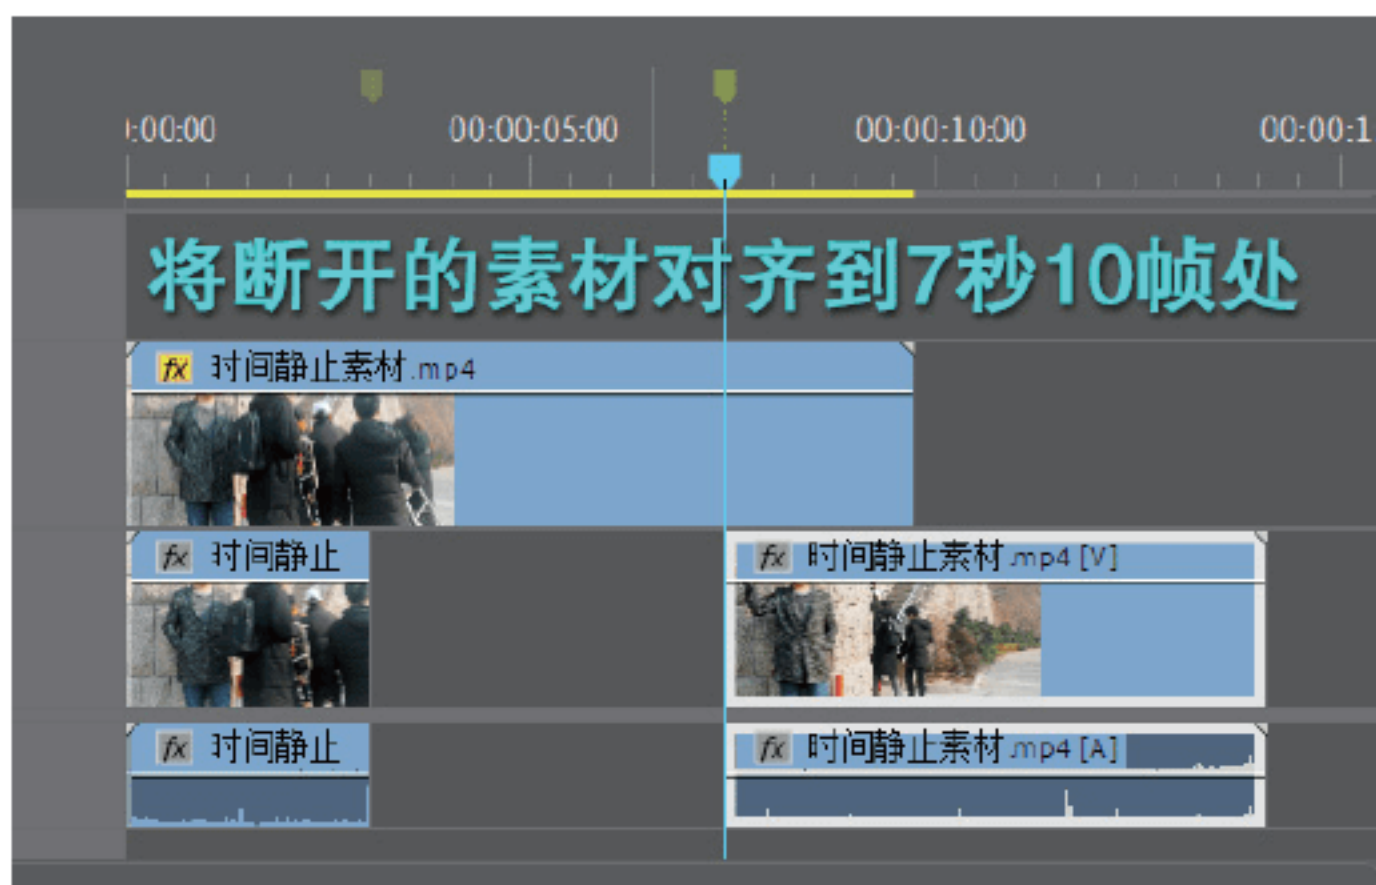 :00:00 00:00:05:00 00:00:10:00 00:00:1
将断开的素材对齐到7秒10帧处
fx 时间静止素材.mp4
fx 时间静止 fx 时间静止素材.mp4 [V]
fx 时间静止 fx 时间静止素材.mp4 [A]